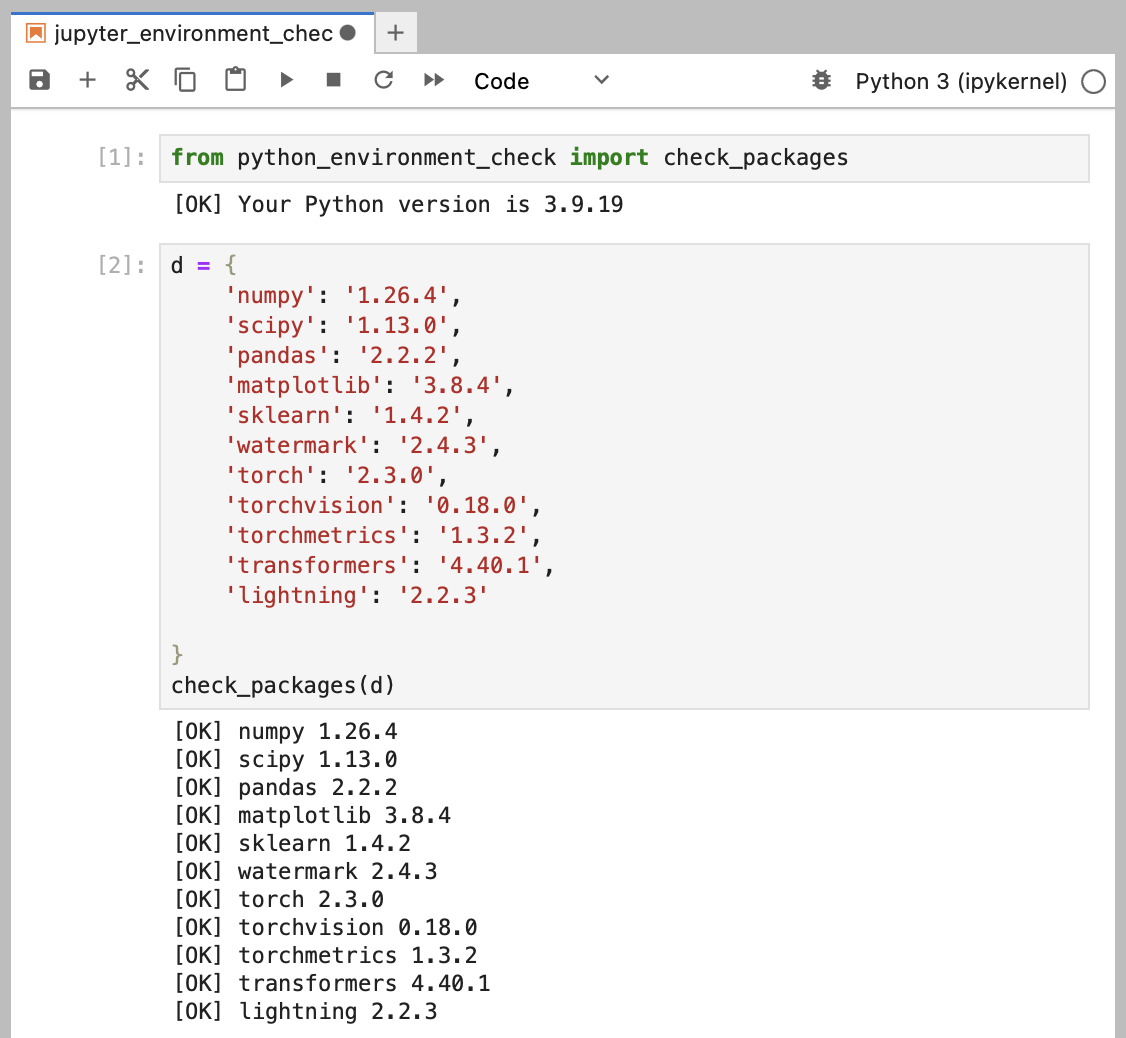 jupyter_environment_chec
Code
Python 3 (ipykernel)
[1]: from python_environment_check import check_packages
[OK] Your Python version is 3.9.19
[2]: d = {
    'numpy': '1.26.4',
    'scipy': '1.13.0',
    'pandas': '2.2.2',
    'matplotlib': '3.8.4',
    'sklearn': '1.4.2',
    'watermark': '2.4.3',
    'torch': '2.3.0',
    'torchvision': '0.18.0',
    'torchmetrics': '1.3.2',
    'transformers': '4.40.1',
    'lightning': '2.2.3'
}
check_packages(d)
[OK] numpy 1.26.4
[OK] scipy 1.13.0
[OK] pandas 2.2.2
[OK] matplotlib 3.8.4
[OK] sklearn 1.4.2
[OK] watermark 2.4.3
[OK] torch 2.3.0
[OK] torchvision 0.18.0
[OK] torchmetrics 1.3.2
[OK] transformers 4.40.1
[OK] lightning 2.2.3